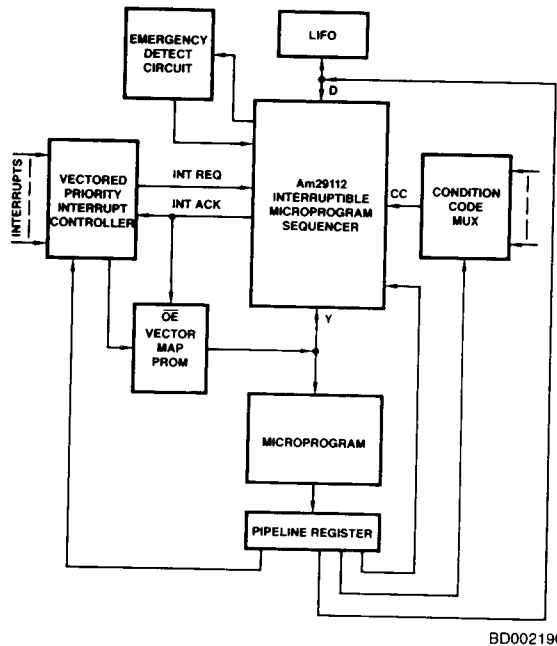 EMERGENCY
DETECT
CIRCUIT
LIFO
D
INTERRUPTS
VECTORED
PRIORITY
INTERRUPT
CONTROLLER
INT REQ
INT ACK
Am29112
INTERRUPTIBLE
MICROPROGRAM
SEQUENCER
CC
CONDITION
CODE
MUX
OE
VECTOR
MAP
PROM
Y
MICROPROGRAM
PIPELINE REGISTER